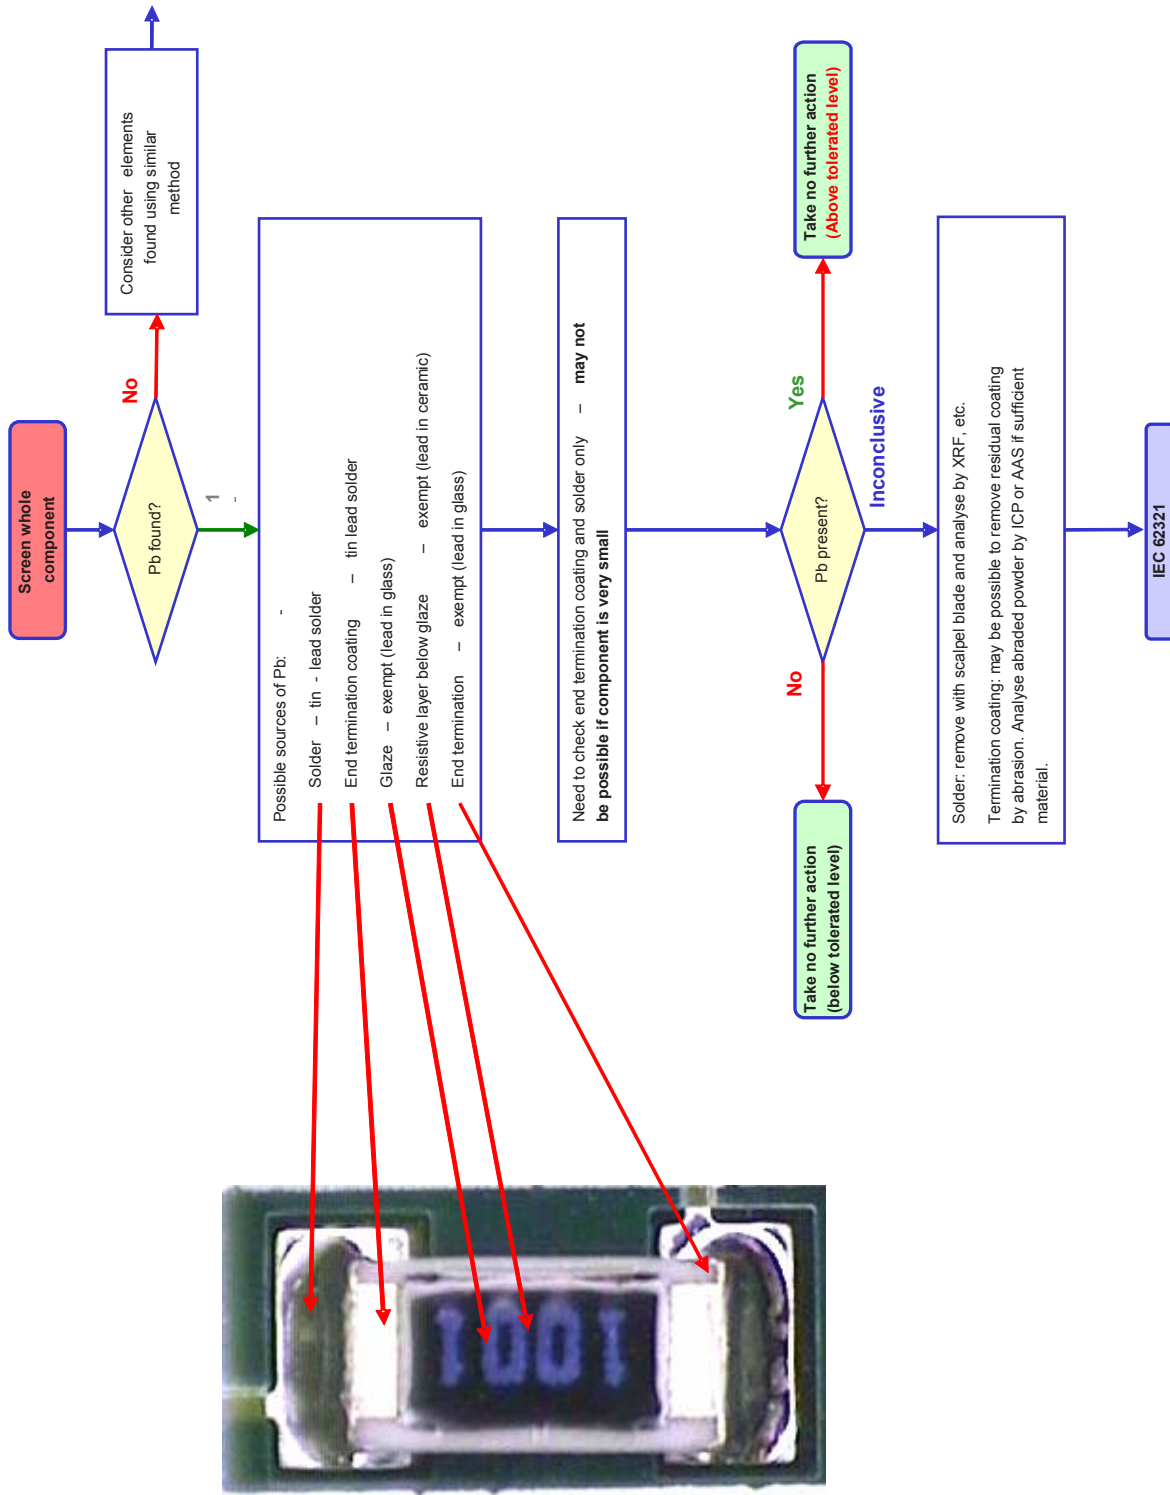 Screen whole
component
Pb found?
No
Consider other elements
found using similar
method
1
-
Possible sources of Pb: -
Solder – tin - lead solder
End termination coating – tin lead solder
Glaze – exempt (lead in glass)
Resistive layer below glaze – exempt (lead in ceramic)
End termination – exempt (lead in glass)
Need to check end termination coating and solder only – may not
be possible if component is very small
Pb present?
Yes
Take no further action
(Above tolerated level)
No
Take no further action
(below tolerated level)
Inconclusive
Solder: remove with scalpel blade and analyse by XRF, etc.
Termination coating: may be possible to remove residual coating
by abrasion. Analyse abraded powder by ICP or AAS if sufficient
material.
IEC 62321
1001